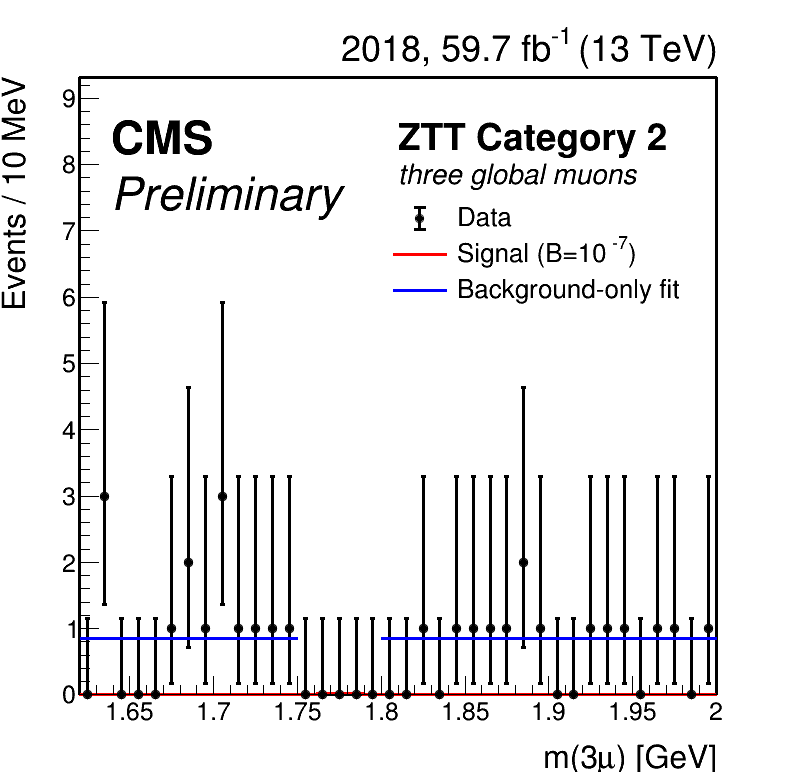 2018, 59.7 fb-1 (13 TeV)
Events / 10 MeV
9
8
7
6
5
4
3
2
1
0
CMS
Preliminary
ZTT Category 2
three global muons
Data
Signal (B=10 -7)
Background-only fit
1.65 1.7 1.75 1.8 1.85 1.9 1.95 2
m(3μ) [GeV]